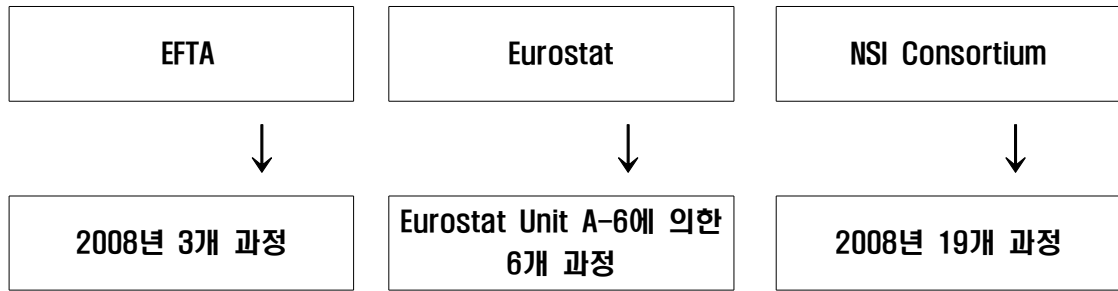 EFTA
Eurostat
NSI Consortium
↓
↓
↓
2008년 3개 과정
Eurostat Unit A-6에 의한
6개 과정
2008년 19개 과정